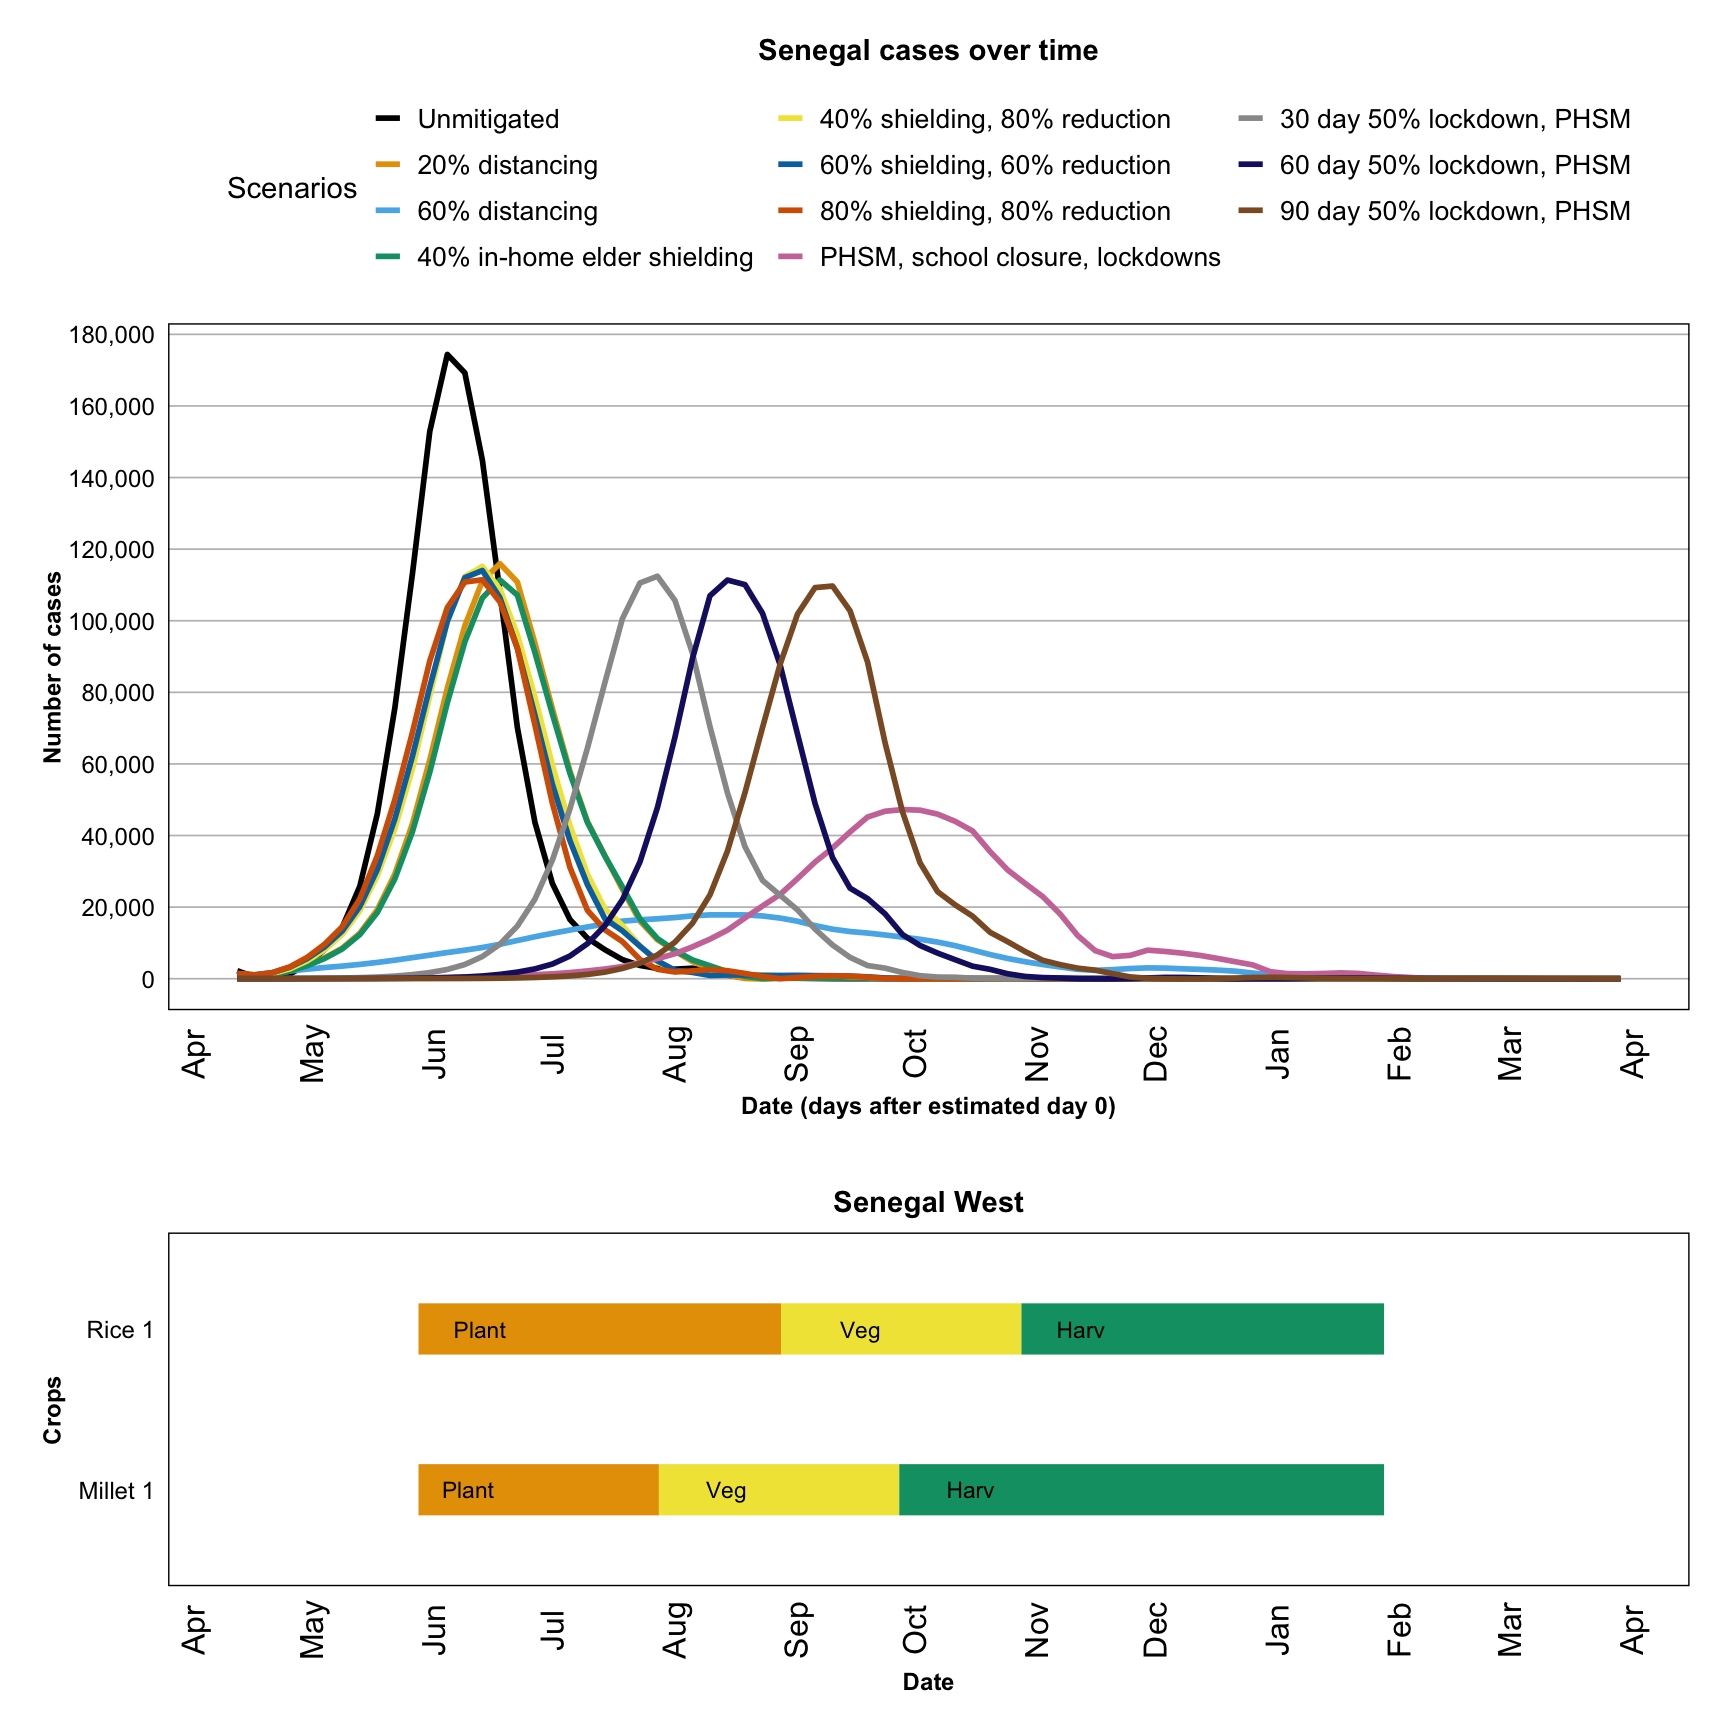 Senegal cases over time
Scenarios
Unmitigated
20% distancing
60% distancing
40% in-home elder shielding
40% shielding, 80% reduction
60% shielding, 60% reduction
80% shielding, 80% reduction
PHSM, school closure, lockdowns
30 day 50% lockdown, PHSM
60 day 50% lockdown, PHSM
90 day 50% lockdown, PHSM
Number of cases
180,000
160,000
140,000
120,000
100,000
80,000
60,000
40,000
20,000
0
Apr May Jun Jul Aug Sep Oct Nov Dec Jan Feb Mar Apr
Date (days after estimated day 0)
Senegal West
Crops
Rice 1
Plant Veg Harv
Millet 1
Plant Veg Harv
Apr May Jun Jul Aug Sep Oct Nov Dec Jan Feb Mar Apr
Date